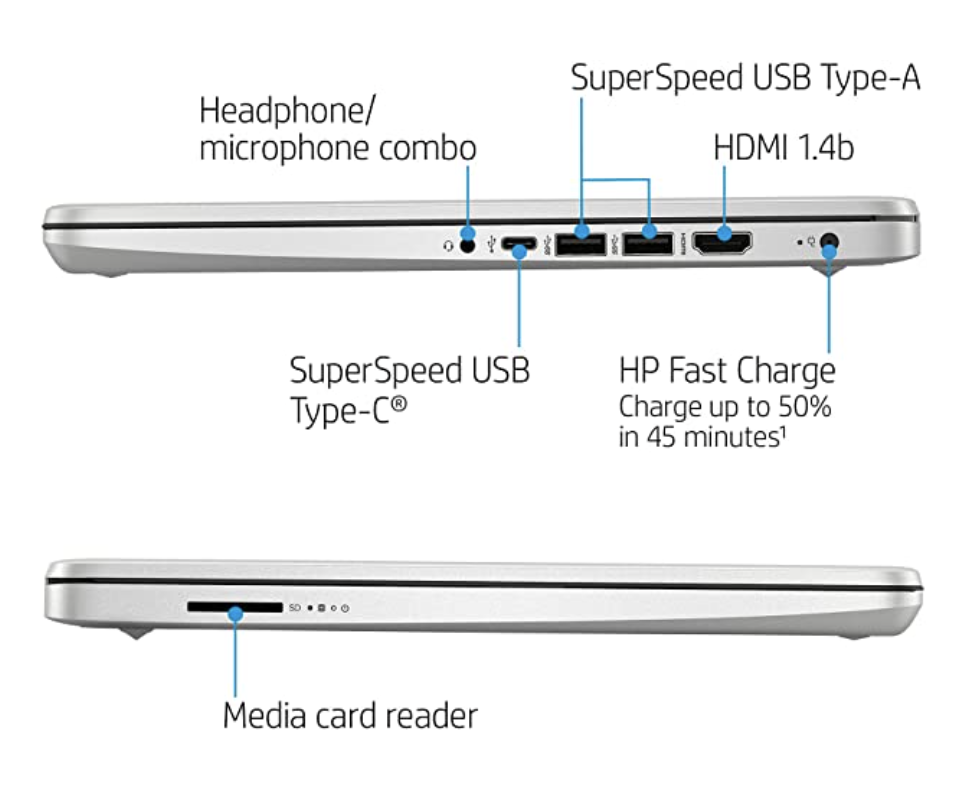 SuperSpeed USB Type-A
Headphone/
microphone combo
HDMI 1.4b
SuperSpeed USB
Type-C®
HP Fast Charge
Charge up to 50%
in 45 minutes¹
SD
Media card reader